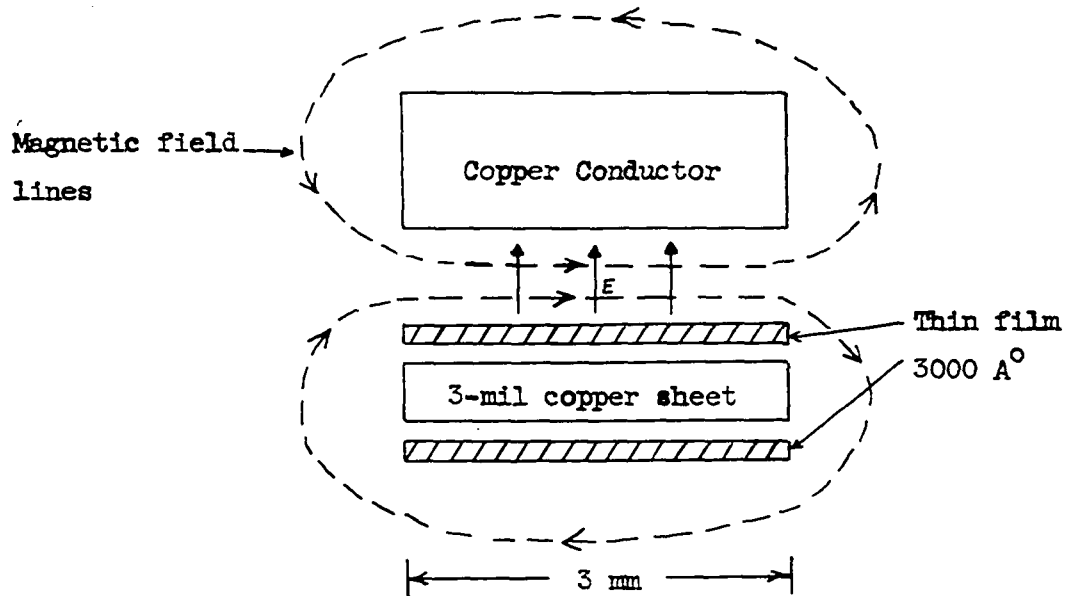 Magnetic field
lines
Copper Conductor
E
Thin film
3000 A°
3-mil copper sheet
3 mm